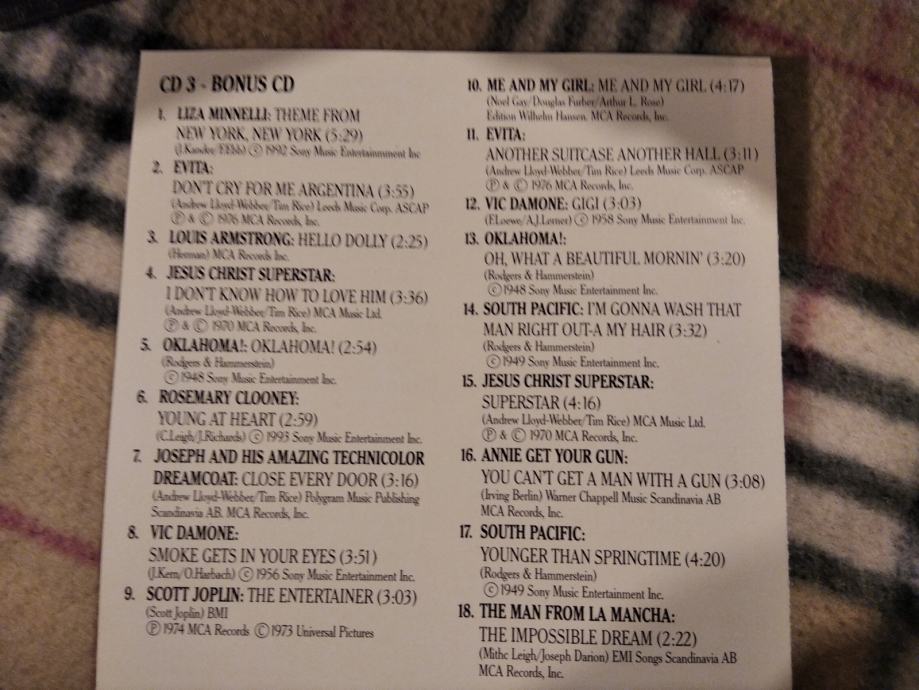 CD 3 - BONUS CD
1. LIZA MINNELLI: THEME FROM
NEW YORK, NEW YORK (3:29)
(J.Kander/F.Ebb) © 1992 Sony Music Entertainmment Inc
2. EVITA:
DON'T CRY FOR ME ARGENTINA (3:55)
(Andrew Lloyd-Webber/Tim Rice) Leeds Music Corp. ASCAP
℗ & © 1976 MCA Records, Inc.
3. LOUIS ARMSTRONG: HELLO DOLLY (2:25)
(Herman) MCA Records Inc.
4. JESUS CHRIST SUPERSTAR:
I DON'T KNOW HOW TO LOVE HIM (3:36)
(Andrew Lloyd-Webber/Tim Rice) MCA Music Ltd.
℗ & © 1970 MCA Records, Inc.
5. OKLAHOMA!: OKLAHOMA! (2:54)
(Rodgers & Hammerstein)
© 1948 Sony Music Entertainment Inc.
6. ROSEMARY CLOONEY:
YOUNG AT HEART (2:59)
(C.Leigh/J.Richards) © 1993 Sony Music Entertainment Inc.
7. JOSEPH AND HIS AMAZING TECHNICOLOR
DREAMCOAT: CLOSE EVERY DOOR (3:16)
(Andrew Lloyd-Webber/Tim Rice) Polygram Music Publishing
Scandinavia AB. MCA Records, Inc.
8. VIC DAMONE:
SMOKE GETS IN YOUR EYES (3:51)
(J.Kern/O.Harbach) © 1956 Sony Music Entertainment Inc.
9. SCOTT JOPLIN: THE ENTERTAINER (3:03)
(Scott Joplin) BMI
℗ 1974 MCA Records © 1973 Universal Pictures
10. ME AND MY GIRL: ME AND MY GIRL (4:17)
(Noel Gay/Douglas Furber/Arthur L. Rose)
Edition Wilhelm Hansen. MCA Records, Inc.
11. EVITA:
ANOTHER SUITCASE ANOTHER HALL (3:11)
(Andrew Lloyd-Webber/Tim Rice) Leeds Music Corp. ASCAP
℗ & © 1976 MCA Records, Inc.
12. VIC DAMONE: GIGI (3:03)
(F.Loewe/A.J.Lerner) © 1958 Sony Music Entertainment Inc.
13. OKLAHOMA!:
OH, WHAT A BEAUTIFUL MORNIN' (3:20)
(Rodgers & Hammerstein)
© 1948 Sony Music Entertainment Inc.
14. SOUTH PACIFIC: I'M GONNA WASH THAT
MAN RIGHT OUT-A MY HAIR (3:32)
(Rodgers & Hammerstein)
© 1949 Sony Music Entertainment Inc.
15. JESUS CHRIST SUPERSTAR:
SUPERSTAR (4:16)
(Andrew Lloyd-Webber/Tim Rice) MCA Music Ltd.
℗ & © 1970 MCA Records, Inc.
16. ANNIE GET YOUR GUN:
YOU CAN'T GET A MAN WITH A GUN (3:08)
(Irving Berlin) Warner Chappell Music Scandinavia AB
MCA Records, Inc.
17. SOUTH PACIFIC:
YOUNGER THAN SPRINGTIME (4:20)
(Rodgers & Hammerstein)
© 1949 Sony Music Entertainment Inc.
18. THE MAN FROM LA MANCHA:
THE IMPOSSIBLE DREAM (2:22)
(Mithc Leigh/Joseph Darion) EMI Songs Scandinavia AB
MCA Records, Inc.